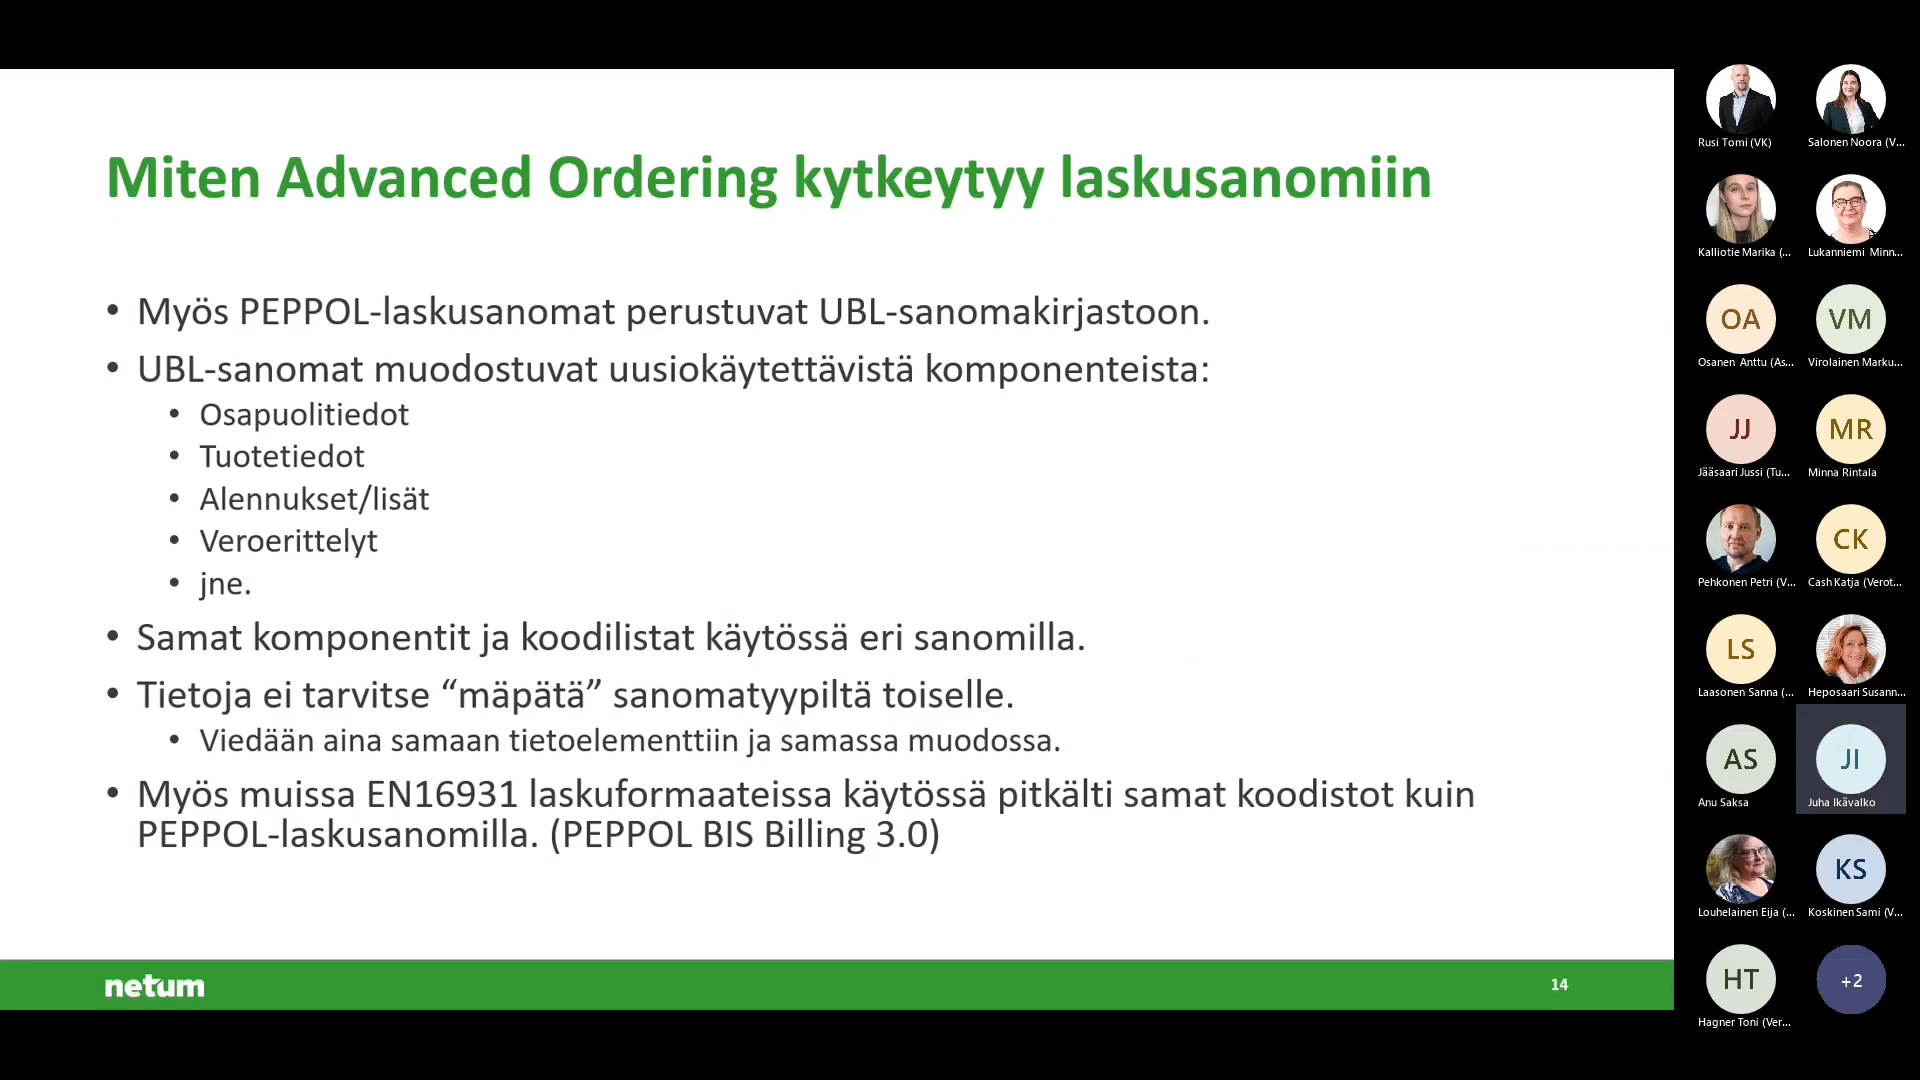 Miten Advanced Ordering kytkeytyy laskusanomiin
• Myös PEPPOL-laskusanomat perustuvat UBL-sanomakirjastoon.
• UBL-sanomat muodostuvat uusiokäytettävistä komponenteista:
• Osapuolitiedot
• Tuotetiedot
• Alennukset/lisät
• Veroerittelyt
• jne.
• Samat komponentit ja koodilistat käytössä eri sanomilla.
• Tietoja ei tarvitse “mäpätä” sanomatyypiltä toiselle.
• Viedään aina samaan tietoelementtiin ja samassa muodossa.
• Myös muissa EN16931 laskuformaateissa käytössä pitkälti samat koodistot kuin
PEPPOL-laskusanomilla. (PEPPOL BIS Billing 3.0)
netum
14
Rusi Tomi (VK)
Salonen Noora (V...
Kalliotie Marika (...
Lukanniemi Minn...
OA
VM
Osanen Anttu (As...
Virolainen Marku...
JJ
MR
Jääsaari Jussi (Tu...
Minna Rintala
Pehkonen Petri (V...
CK
Cash Katja (Verot...
LS
Laasonen Sanna (...
Heposaari Susann...
AS
JI
Anu Saksa
Juha Ikävalko
Louhelainen Eija (...
KS
Koskinen Sami (V...
HT
+2
Hagner Toni (Ver...